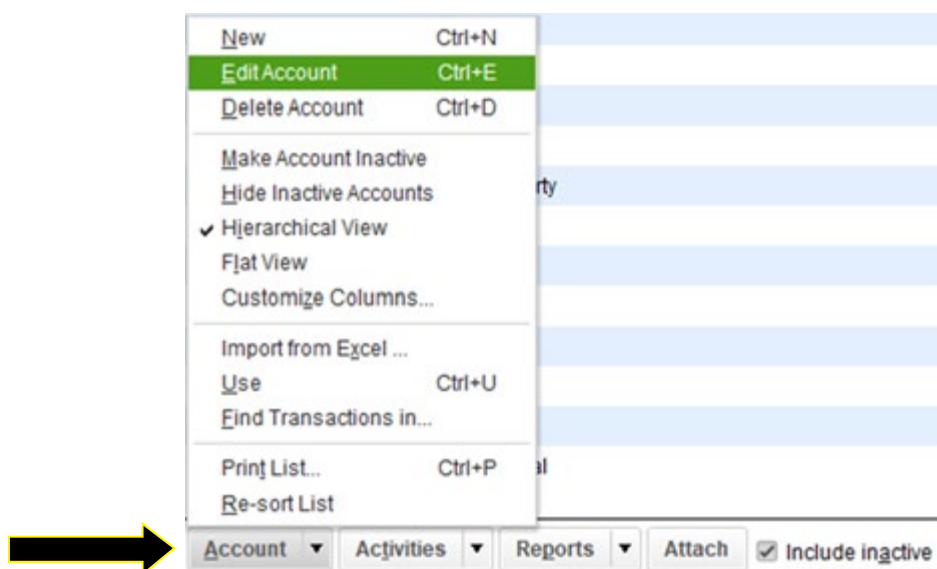 New Ctrl+N
Edit Account Ctrl+E
Delete Account Ctrl+D
Make Account Inactive
Hide Inactive Accounts
rty
Hierarchical View
Flat View
Customize Columns...
Import from Excel ...
Use Ctrl+U
Find Transactions in...
Print List... Ctrl+P
al
Re-sort List
Account Activities Reports Attach Include inactive